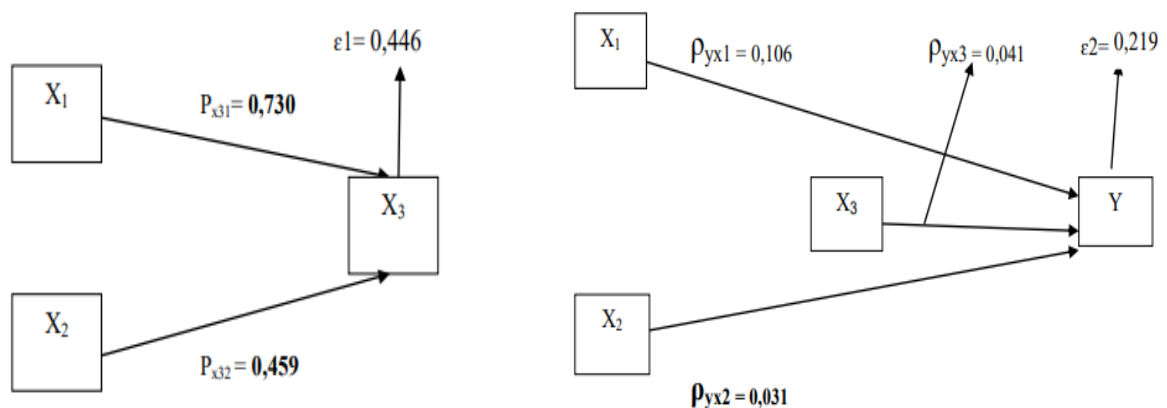 ε1= 0,446
X₁
Pₓ₃₁= 0,730
X₃
X₂
Pₓ₃₂= 0,459
X₁
ρyx1 = 0,106
ρyx3 = 0,041
ε2= 0,219
X₃
Y
X₂
ρyx2 = 0,031